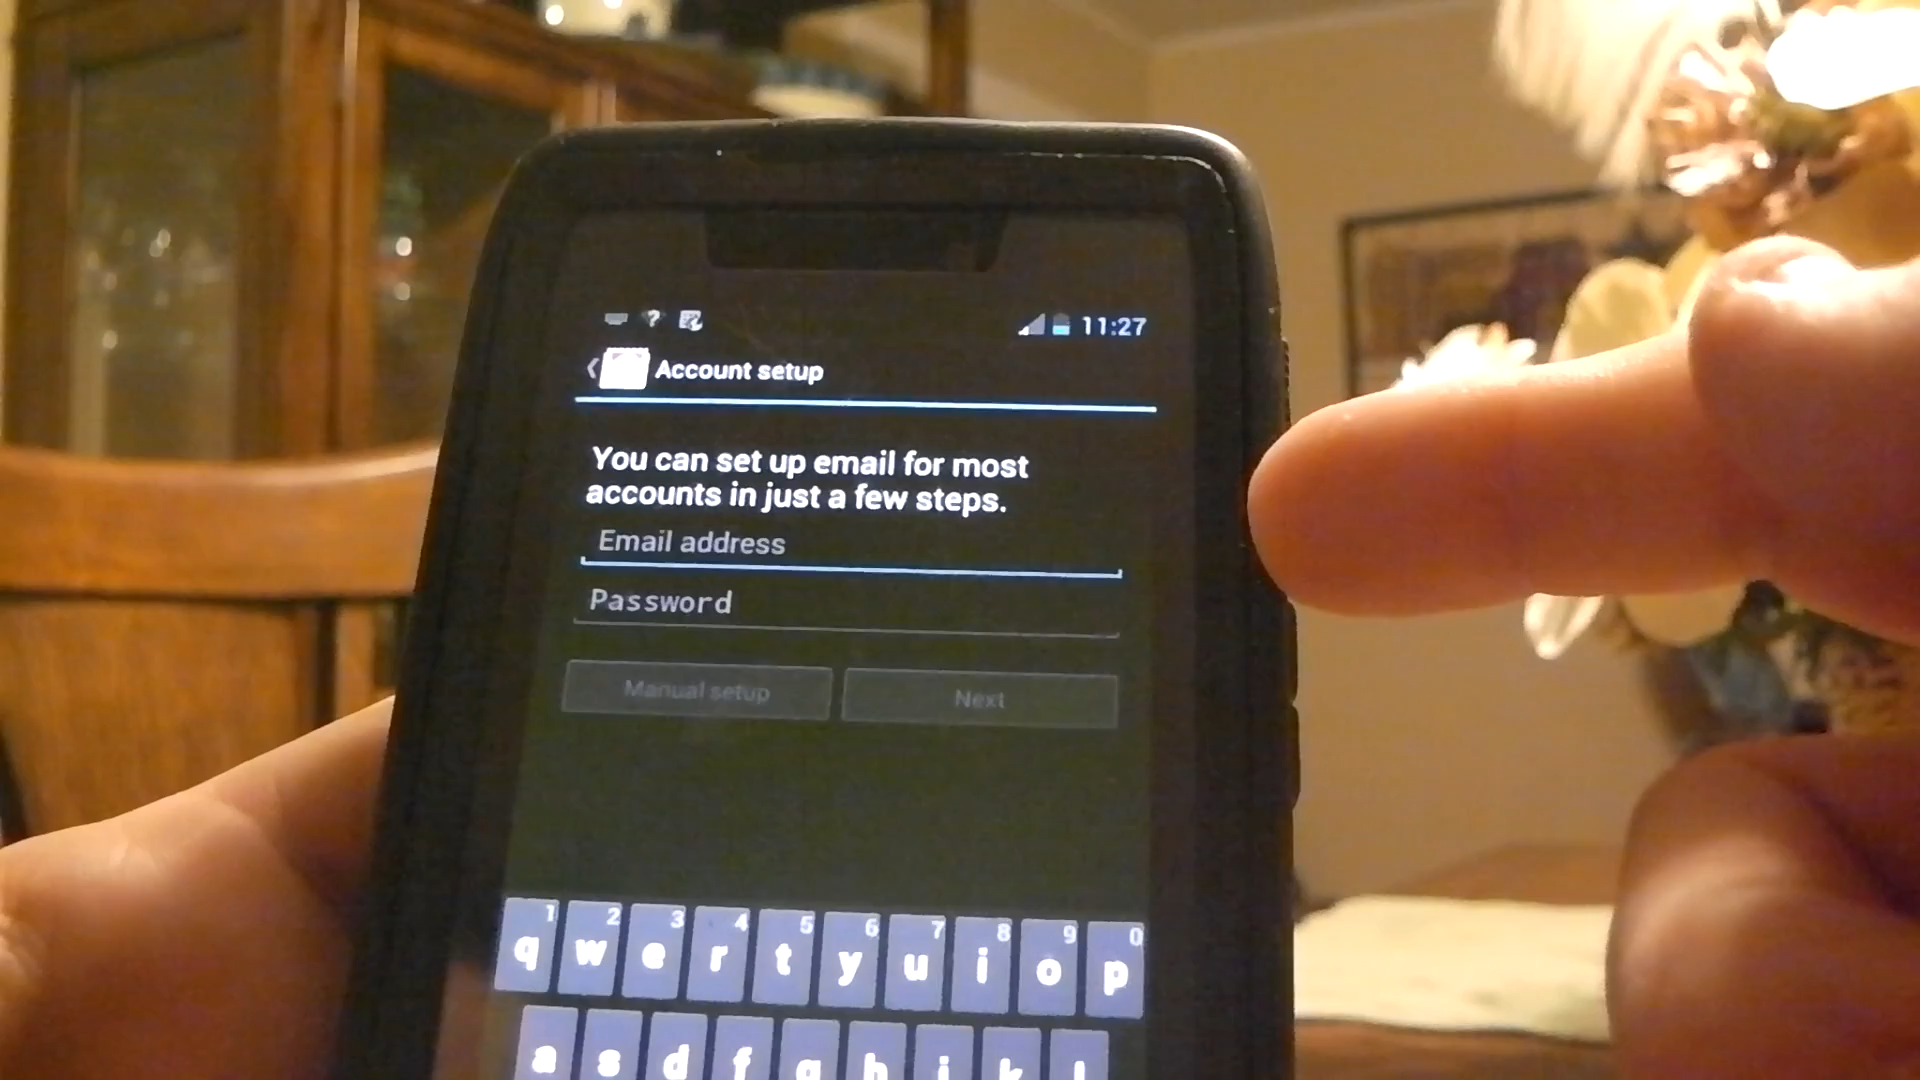 ? 11:27
Account setup
You can set up email for most
accounts in just a few steps.
Email address
Password
Manual setup Next
1 2 3 4 5 6 7 8 9 0
q w e r t y u i o p
a s d f g h j k l